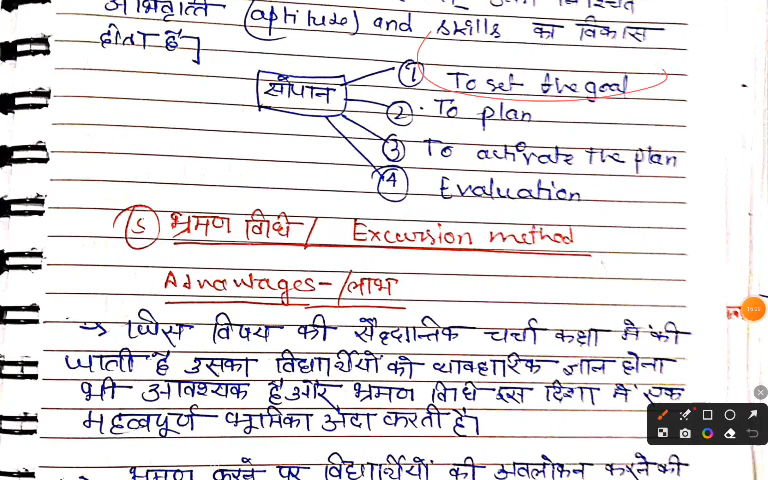 अभिवृत्ति (aptitude) and skills का विकास
होता है]
सोपान
① To set the goal
② To plan
③ To activate the plan
④ Evaluation
⑤ भ्रमण विधि / Excursion method
Advantages - / लाभ
→ जिस विषय की सैद्धान्तिक चर्चा कक्षा में की
जाती है उसका विद्यार्थियों को व्यावहारिक ज्ञान होना
भी आवश्यक है और भ्रमण विधि इस दिशा में एक
महत्वपूर्ण भूमिका अदा करती है।
भ्रमण करने पर विद्यार्थियों की अवलोकन करने की